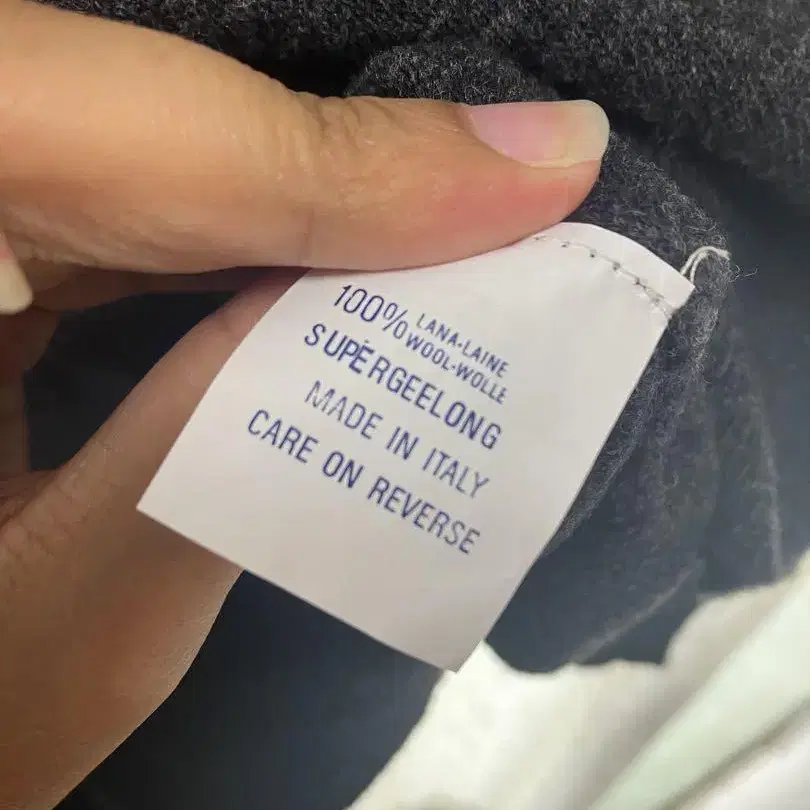 100% LANA-LAINE
WOOL-WOLLE
SUPERGEELONG
MADE IN ITALY
CARE ON REVERSE